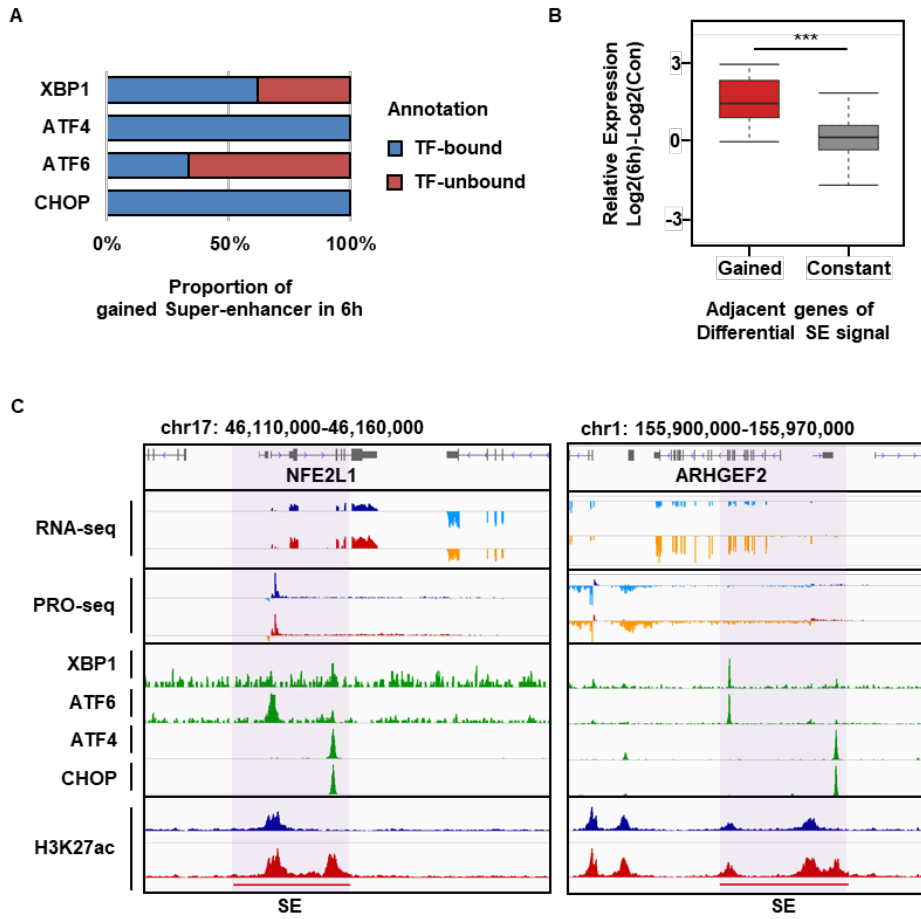 A
XBP1
ATF4
ATF6
CHOP
0%
50%
100%
Proportion of
gained Super-enhancer in 6h
Annotation
TF-bound
TF-unbound
B
Relative Expression
Log2(6h)-Log2(Con)
3
0
-3
***
Gained
Constant
Adjacent genes of
Differential SE signal
C
chr17: 46,110,000-46,160,000
chr1: 155,900,000-155,970,000
NFE2L1
ARHGEF2
RNA-seq
PRO-seq
XBP1
ATF6
ATF4
CHOP
H3K27ac
SE
SE